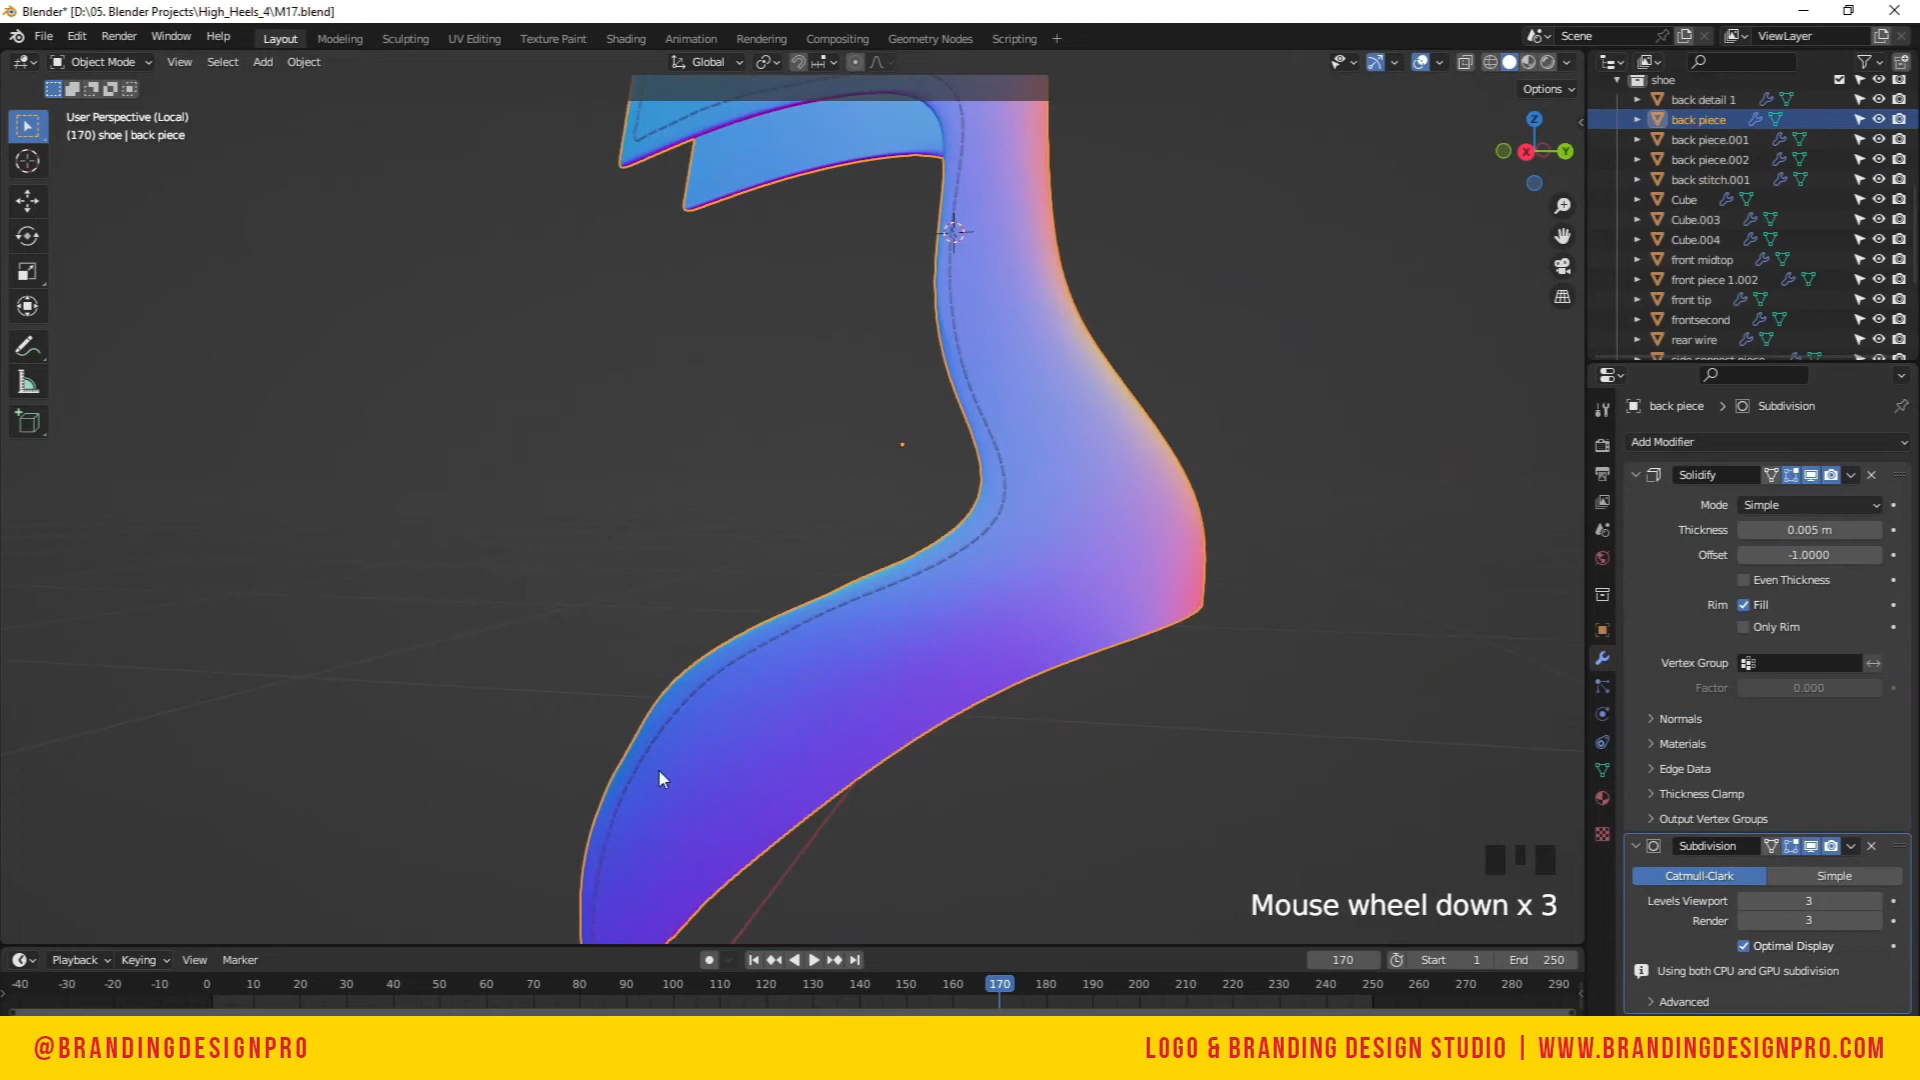 Blender* [D:\05. Blender Projects\High_Heels_4\M17.blend]
File Edit Render Window Help Layout Modeling Sculpting UV Editing Texture Paint Shading Animation Rendering Compositing Geometry Nodes Scripting + Scene ViewLayer
Object Mode View Select Add Object Global
Options
User Perspective (Local)
(170) shoe | back piece
Z
X
Y
shoe
back detail 1
back piece
back piece.001
back piece.002
back stitch.001
Cube
Cube.003
Cube.004
front midtop
front piece 1.002
front tip
frontsecond
rear wire
side connect piece
back piece > Subdivision
Add Modifier
Solidify
Mode Simple
Thickness 0.005 m
Offset -1.0000
Even Thickness
Rim Fill
Only Rim
Vertex Group
Factor 0.000
Normals
Materials
Edge Data
Thickness Clamp
Output Vertex Groups
Subdivision
Catmull-Clark Simple
Levels Viewport 3
Render 3
Optimal Display
Using both CPU and GPU subdivision
Advanced
Mouse wheel down x 3
Playback Keying View Marker 170 Start 1 End 250
-40 -30 -20 -10 0 10 20 30 40 50 60 70 80 90 100 110 120 130 140 150 160 170 180 190 200 210 220 230 240 250 260 270 280 290
@BRANDINGDESIGNPRO
LOGO & BRANDING DESIGN STUDIO | WWW.BRANDINGDESIGNPRO.COM